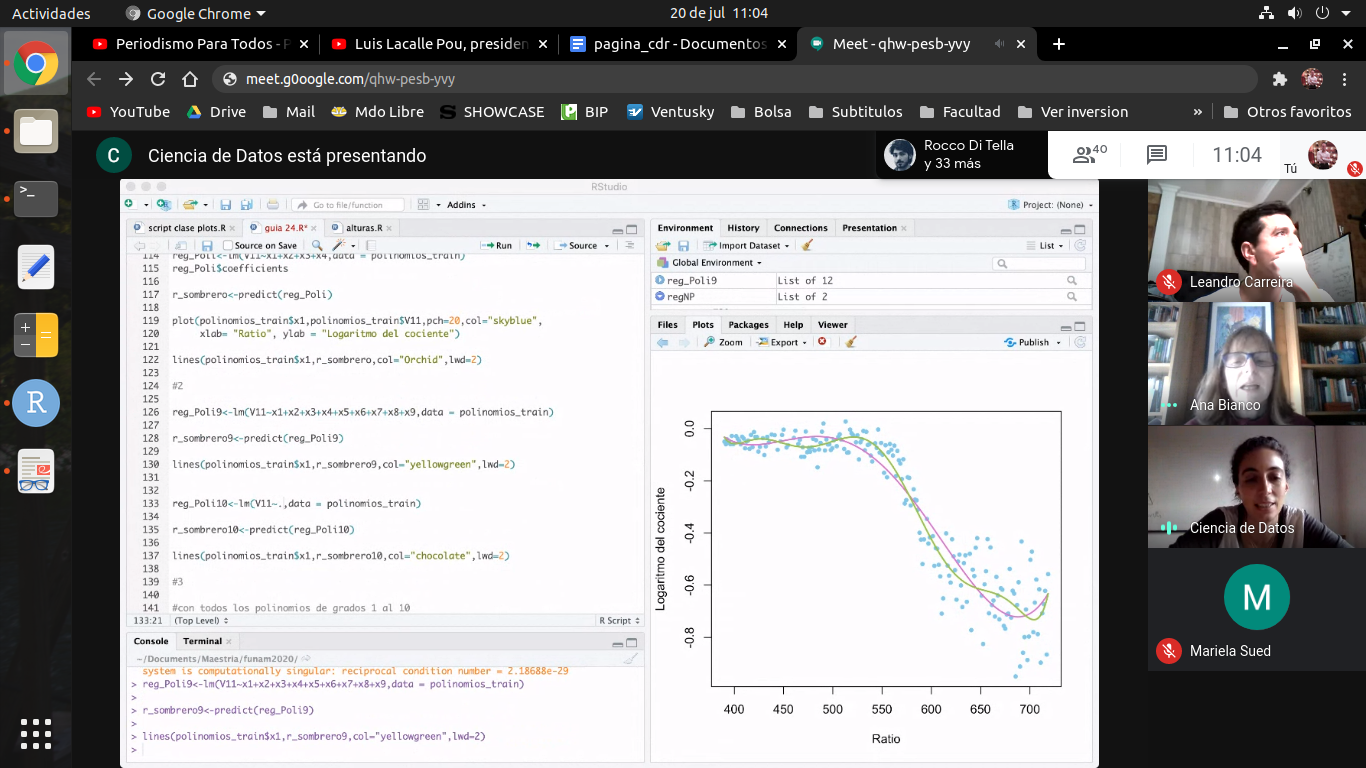 Actividades
Google Chrome
20 de jul 11:04
Periodismo Para Todos - P
Luis Lacalle Pou, presiden
pagina_cdr - Documentos
Meet - qhw-pesb-yvy
meet.g0oogle.com/qhw-pesb-yvy
YouTube
Drive
Mail
Mdo Libre
SHOWCASE
BIP
Ventusky
Bolsa
Subtitulos
Facultad
Ver inversion
»
Otros favoritos
C
Ciencia de Datos está presentando
Rocco Di Tella
y 33 más
40
11:04
Tú
RStudio
Go to file/function
Addins
Project: (None)
script clase plots.R
guia 24.R*
alturas.R
Source on Save
Run
Source
114 reg_Poli<-lm(V11~x1+x2+x3+x4,data = polinomios_train)
115 reg_Poli$coefficients
116
117 r_sombrero<-predict(reg_Poli)
118
119 plot(polinomios_train$x1,polinomios_train$V11,pch=20,col="skyblue",
120 xlab= "Ratio", ylab = "Logaritmo del cociente")
121
122 lines(polinomios_train$x1,r_sombrero,col="Orchid",lwd=2)
123
124 #2
125
126 reg_Poli9<-lm(V11~x1+x2+x3+x4+x5+x6+x7+x8+x9,data = polinomios_train)
127
128 r_sombrero9<-predict(reg_Poli9)
129
130 lines(polinomios_train$x1,r_sombrero9,col="yellowgreen",lwd=2)
131
132
133 reg_Poli10<-lm(V11~.,data = polinomios_train)
134
135 r_sombrero10<-predict(reg_Poli10)
136
137 lines(polinomios_train$x1,r_sombrero10,col="chocolate",lwd=2)
138
139 #3
140
141 #con todos los polinomios de grados 1 al 10
133:21 (Top Level)
R Script
Console
Terminal
~/Documents/Maestria/funam2020/
system is computationally singular: reciprocal condition number = 2.18688e-29
> reg_Poli9<-lm(V11~x1+x2+x3+x4+x5+x6+x7+x8+x9,data = polinomios_train)
>
> r_sombrero9<-predict(reg_Poli9)
>
> lines(polinomios_train$x1,r_sombrero9,col="yellowgreen",lwd=2)
>
Environment
History
Connections
Presentation
Import Dataset
List
Global Environment
reg_Poli9 List of 12
regNP List of 2
Files
Plots
Packages
Help
Viewer
Zoom
Export
Publish
0.0
-0.2
-0.4
-0.6
-0.8
Logaritmo del cociente
400 450 500 550 600 650 700
Ratio
Leandro Carreira
Ana Bianco
Ciencia de Datos
M
Mariela Sued
R